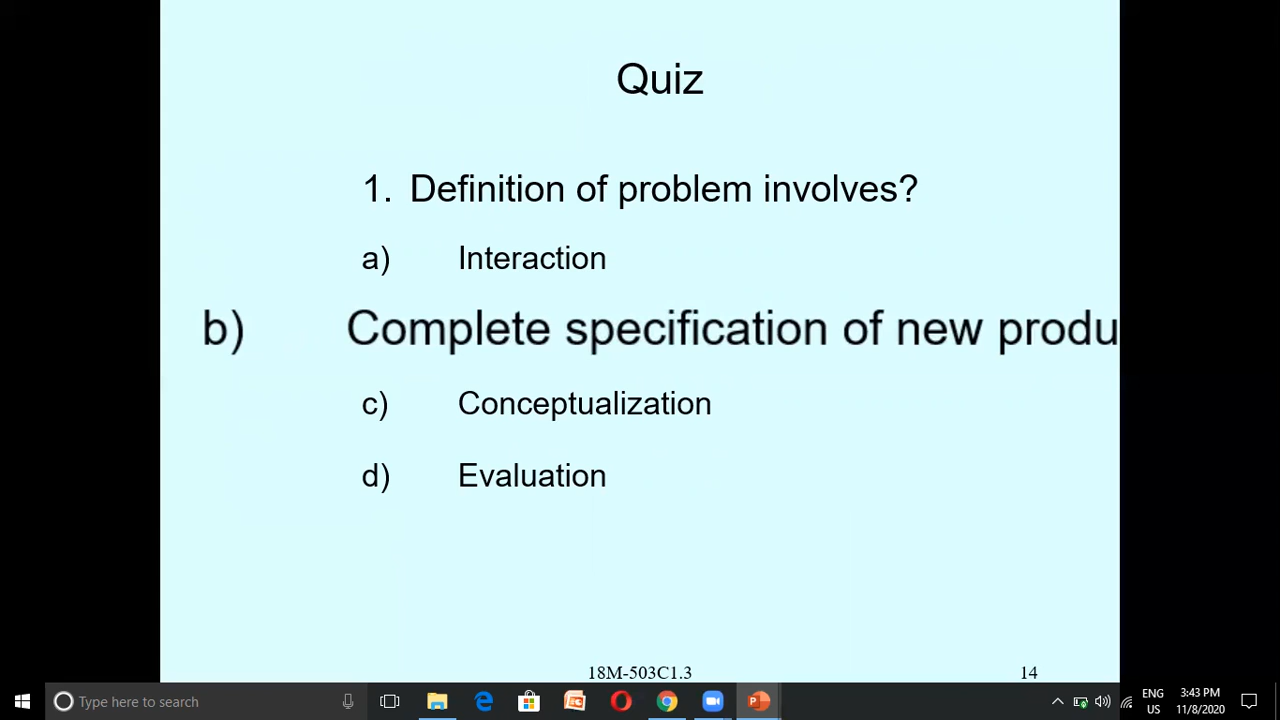 Quiz
1. Definition of problem involves?
a) Interaction
b) Complete specification of new produ
c) Conceptualization
d) Evaluation
18M-503C1.3 14
Type here to search
ENG 3:43 PM
US 11/8/2020